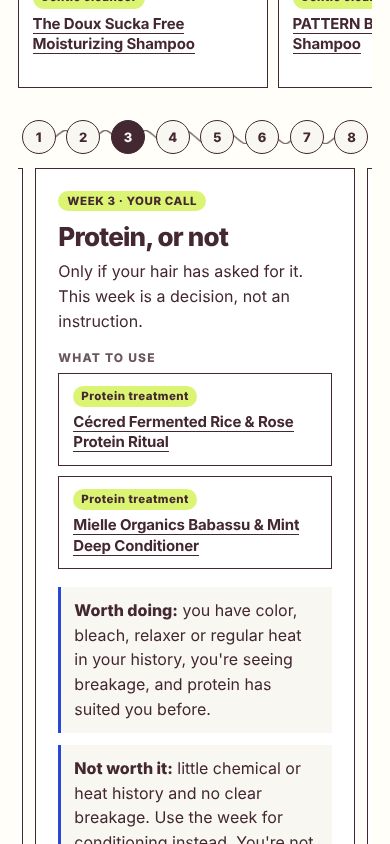 The Doux Sucka Free
Moisturizing Shampoo
PATTERN B
Shampoo
1 2 3 4 5 6 7 8
WEEK 3 · YOUR CALL
Protein, or not
Only if your hair has asked for it.
This week is a decision, not an
instruction.
WHAT TO USE
Protein treatment
Cécred Fermented Rice & Rose
Protein Ritual
Protein treatment
Mielle Organics Babassu & Mint
Deep Conditioner
Worth doing: you have color,
bleach, relaxer or regular heat
in your history, you're seeing
breakage, and protein has
suited you before.
Not worth it: little chemical or
heat history and no clear
breakage. Use the week for
conditioning instead. You're not